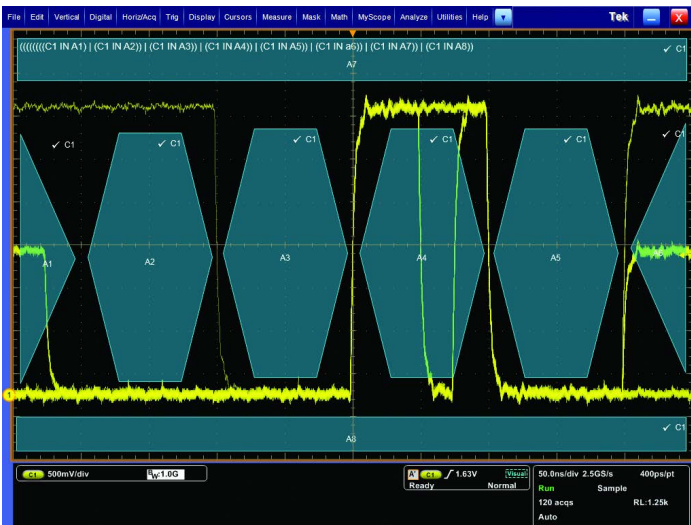 File Edit Vertical Digital Horiz/Acq Trig Display Cursors Measure Mask Math MyScope Analyze Utilities Help Tek X
((((((((C1 IN A1) | (C1 IN A2)) | (C1 IN A3)) | (C1 IN A4)) | (C1 IN A5)) | (C1 IN a6)) | (C1 IN A7)) | (C1 IN A8))
✓ C1
A7
✓ C1
✓ C1
✓ C1
✓ C1
✓ C1
✓ C1
A1
A2
A3
A4
A5
1
✓ C1
A8
C1 500mV/div BW:1.0G
A' C1 ∫ 1.63V Visual
Ready Normal
50.0ns/div 2.5GS/s 400ps/pt
Run Sample
120 acqs RL:1.25k
Auto